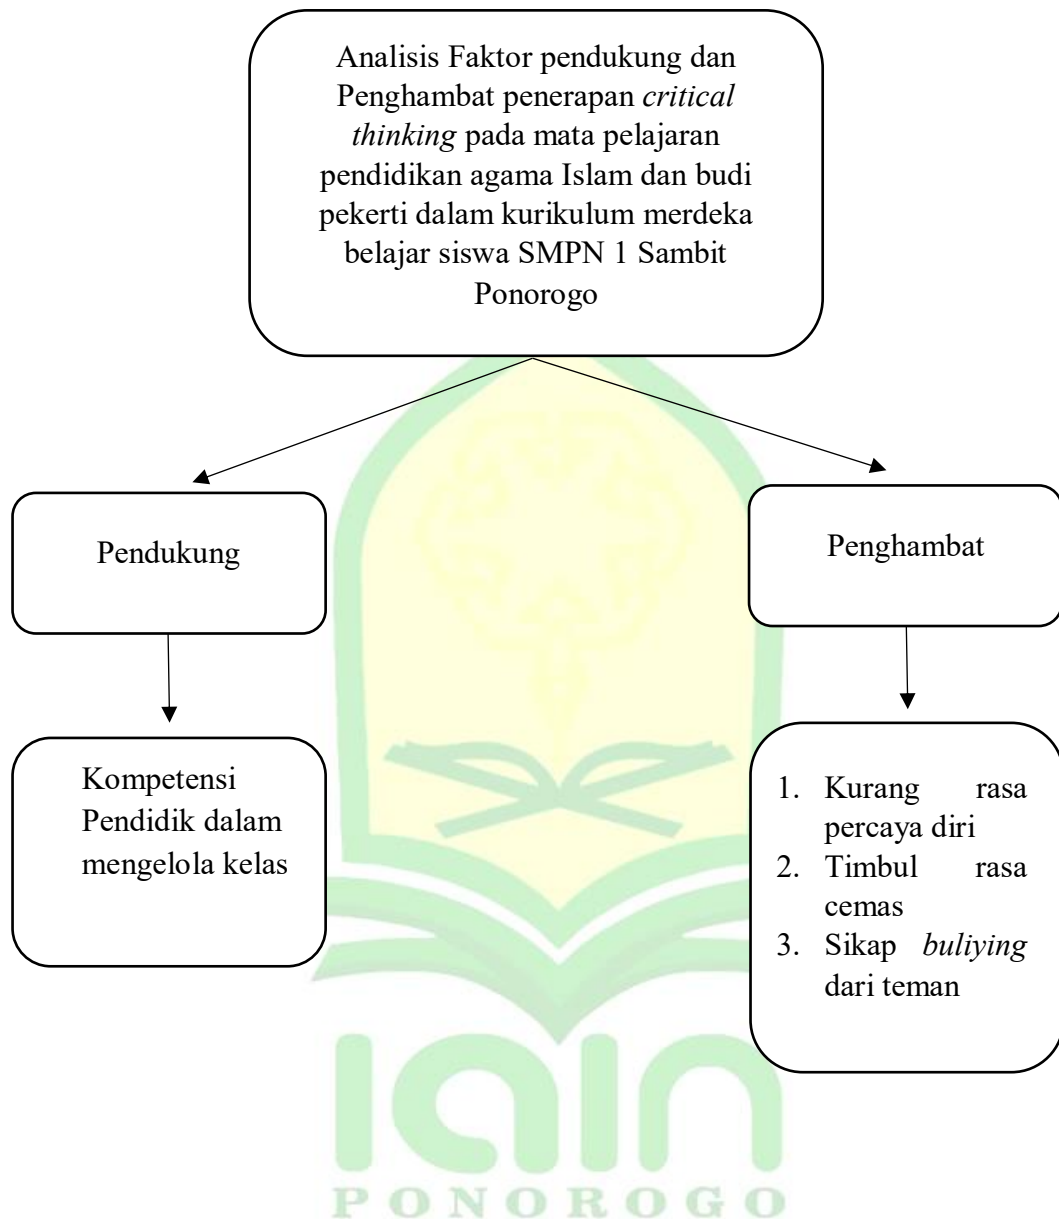 Analisis Faktor pendukung dan
Penghambat penerapan critical
thinking pada mata pelajaran
pendidikan agama Islam dan budi
pekerti dalam kurikulum merdeka
belajar siswa SMPN 1 Sambit
Ponorogo
Pendukung
Penghambat
Kompetensi
Pendidik dalam
mengelola kelas
1. Kurang rasa
percaya diri
2. Timbul rasa
cemas
3. Sikap buliying
dari teman
iain
PONOROGO